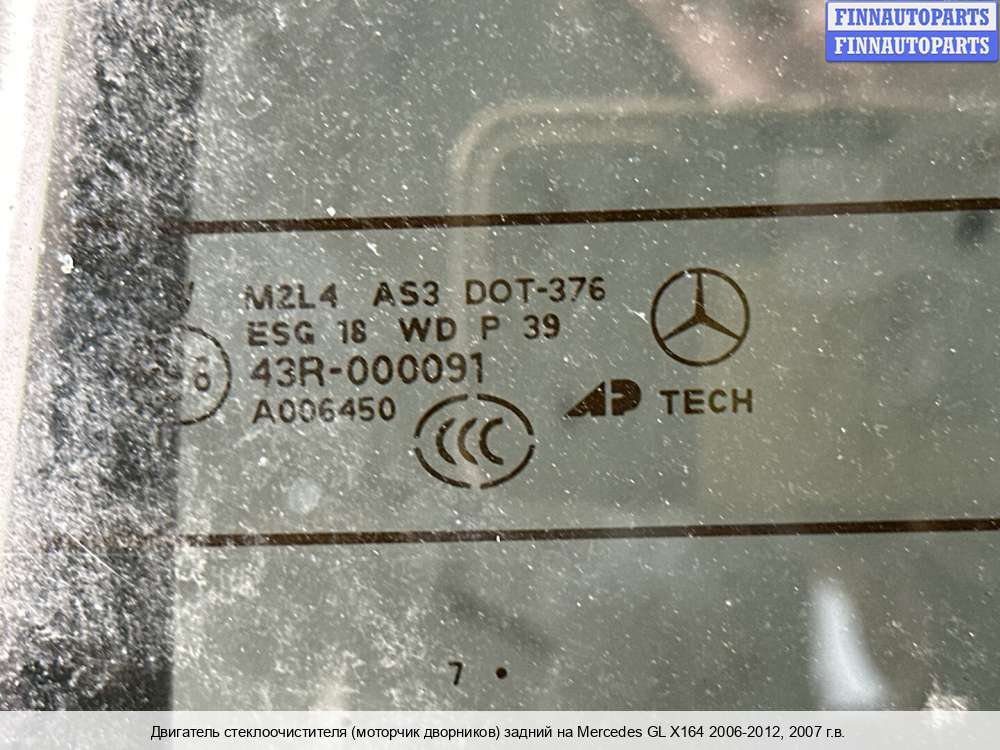 FINNAUTOPARTS
FINNAUTOPARTS
M2L4 AS3 DOT-376
ESG 18 WD P 39
43R-000091
A006450
AP TECH
CCC
7 •
Двигатель стеклоочистителя (моторчик дворников) задний на Mercedes GL X164 2006-2012, 2007 г.в.